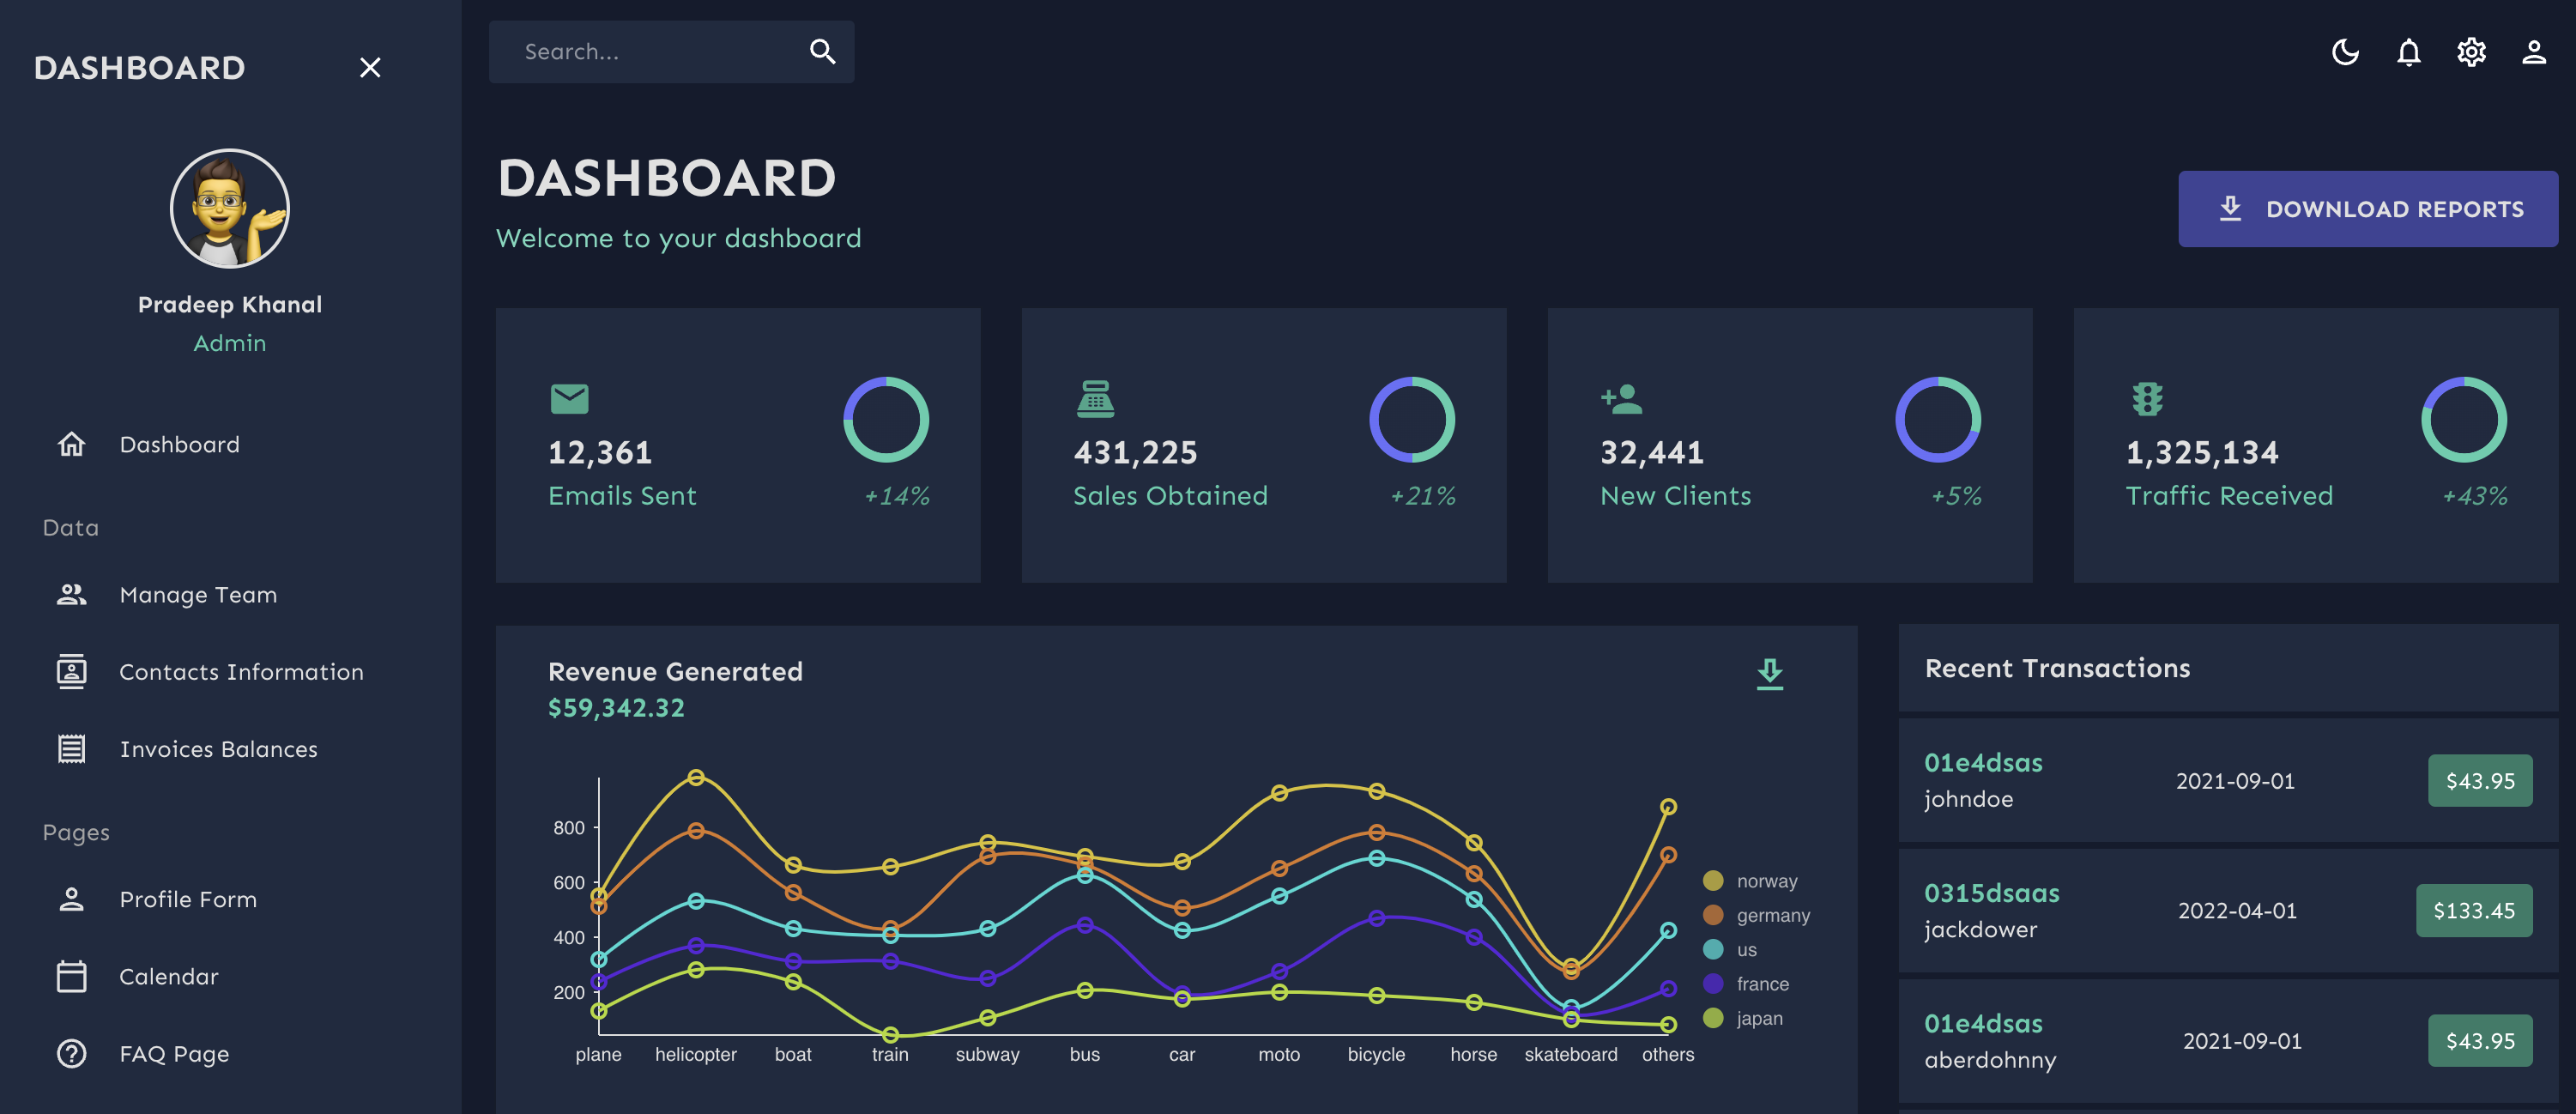 DASHBOARD
Pradeep Khanal
Admin
Dashboard
Data
Manage Team
Contacts Information
Invoices Balances
Pages
Profile Form
Calendar
FAQ Page
Search...
DASHBOARD
Welcome to your dashboard
DOWNLOAD REPORTS
12,361
Emails Sent
+14%
431,225
Sales Obtained
+21%
32,441
New Clients
+5%
1,325,134
Traffic Received
+43%
Revenue Generated
$59,342.32
800
600
400
200
plane helicopter boat train subway bus car moto bicycle horse skateboard others
norway
germany
us
france
japan
Recent Transactions
01e4dsas
johndoe
2021-09-01
$43.95
0315dsaas
jackdower
2022-04-01
$133.45
01e4dsas
aberdohnny
2021-09-01
$43.95